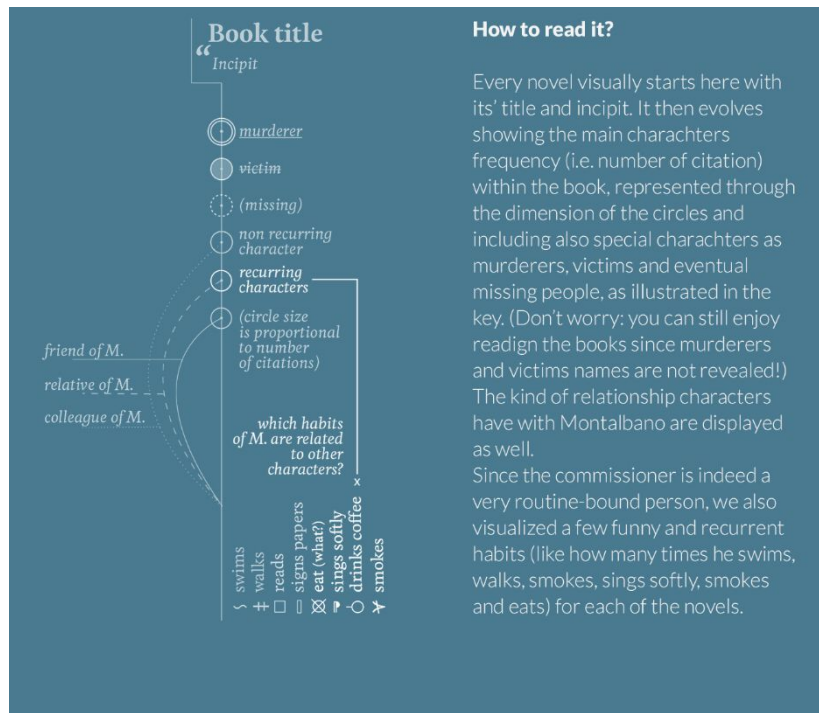 Book title
“
Incipit
murderer
victim
(missing)
non recurring
character
recurring
characters
(circle size
is proportional
to number
of citations)
friend of M.
relative of M.
colleague of M.
which habits
of M. are related
to other
characters?
x
swims
walks
reads
signs papers
eat (what?)
sings softly
drinks coffee
smokes
How to read it?
Every novel visually starts here with
its’ title and incipit. It then evolves
showing the main charachters
frequency (i.e. number of citation)
within the book, represented through
the dimension of the circles and
including also special charachters as
murderers, victims and eventual
missing people, as illustrated in the
key. (Don’t worry: you can still enjoy
readign the books since murderers
and victims names are not revealed!)
The kind of relationship characters
have with Montalbano are displayed
as well.
Since the commissioner is indeed a
very routine-bound person, we also
visualized a few funny and recurrent
habits (like how many times he swims,
walks, smokes, sings softly, smokes
and eats) for each of the novels.